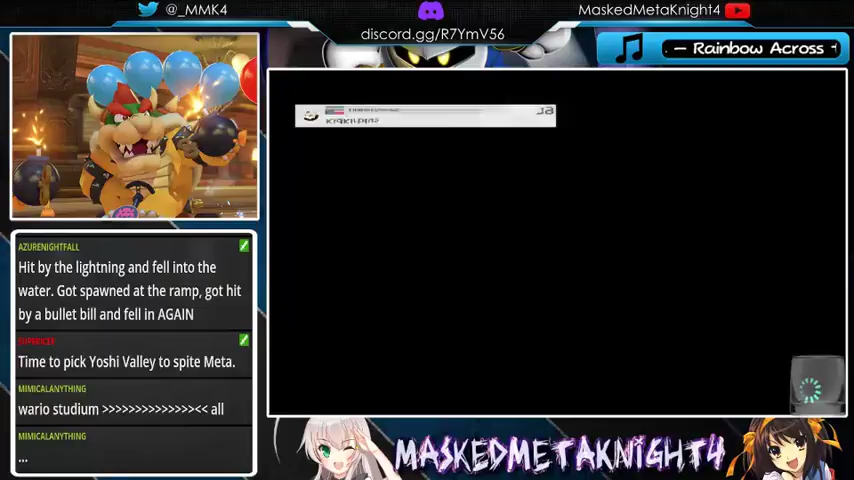 @_MMK4
discord.gg/R7YmV56
MaskedMetaKnight4
- Rainbow Across -
AZURENIGHTFALL
Hit by the lightning and fell into the
water. Got spawned at the ramp, got hit
by a bullet bill and fell in AGAIN
Time to pick Yoshi Valley to spite Meta.
MIMICALANYTHING
wario studium >>>>>>>>>>>>>>>>>><< all
MIMICALANYTHING
...
MASKEDMETAKNIGHT4